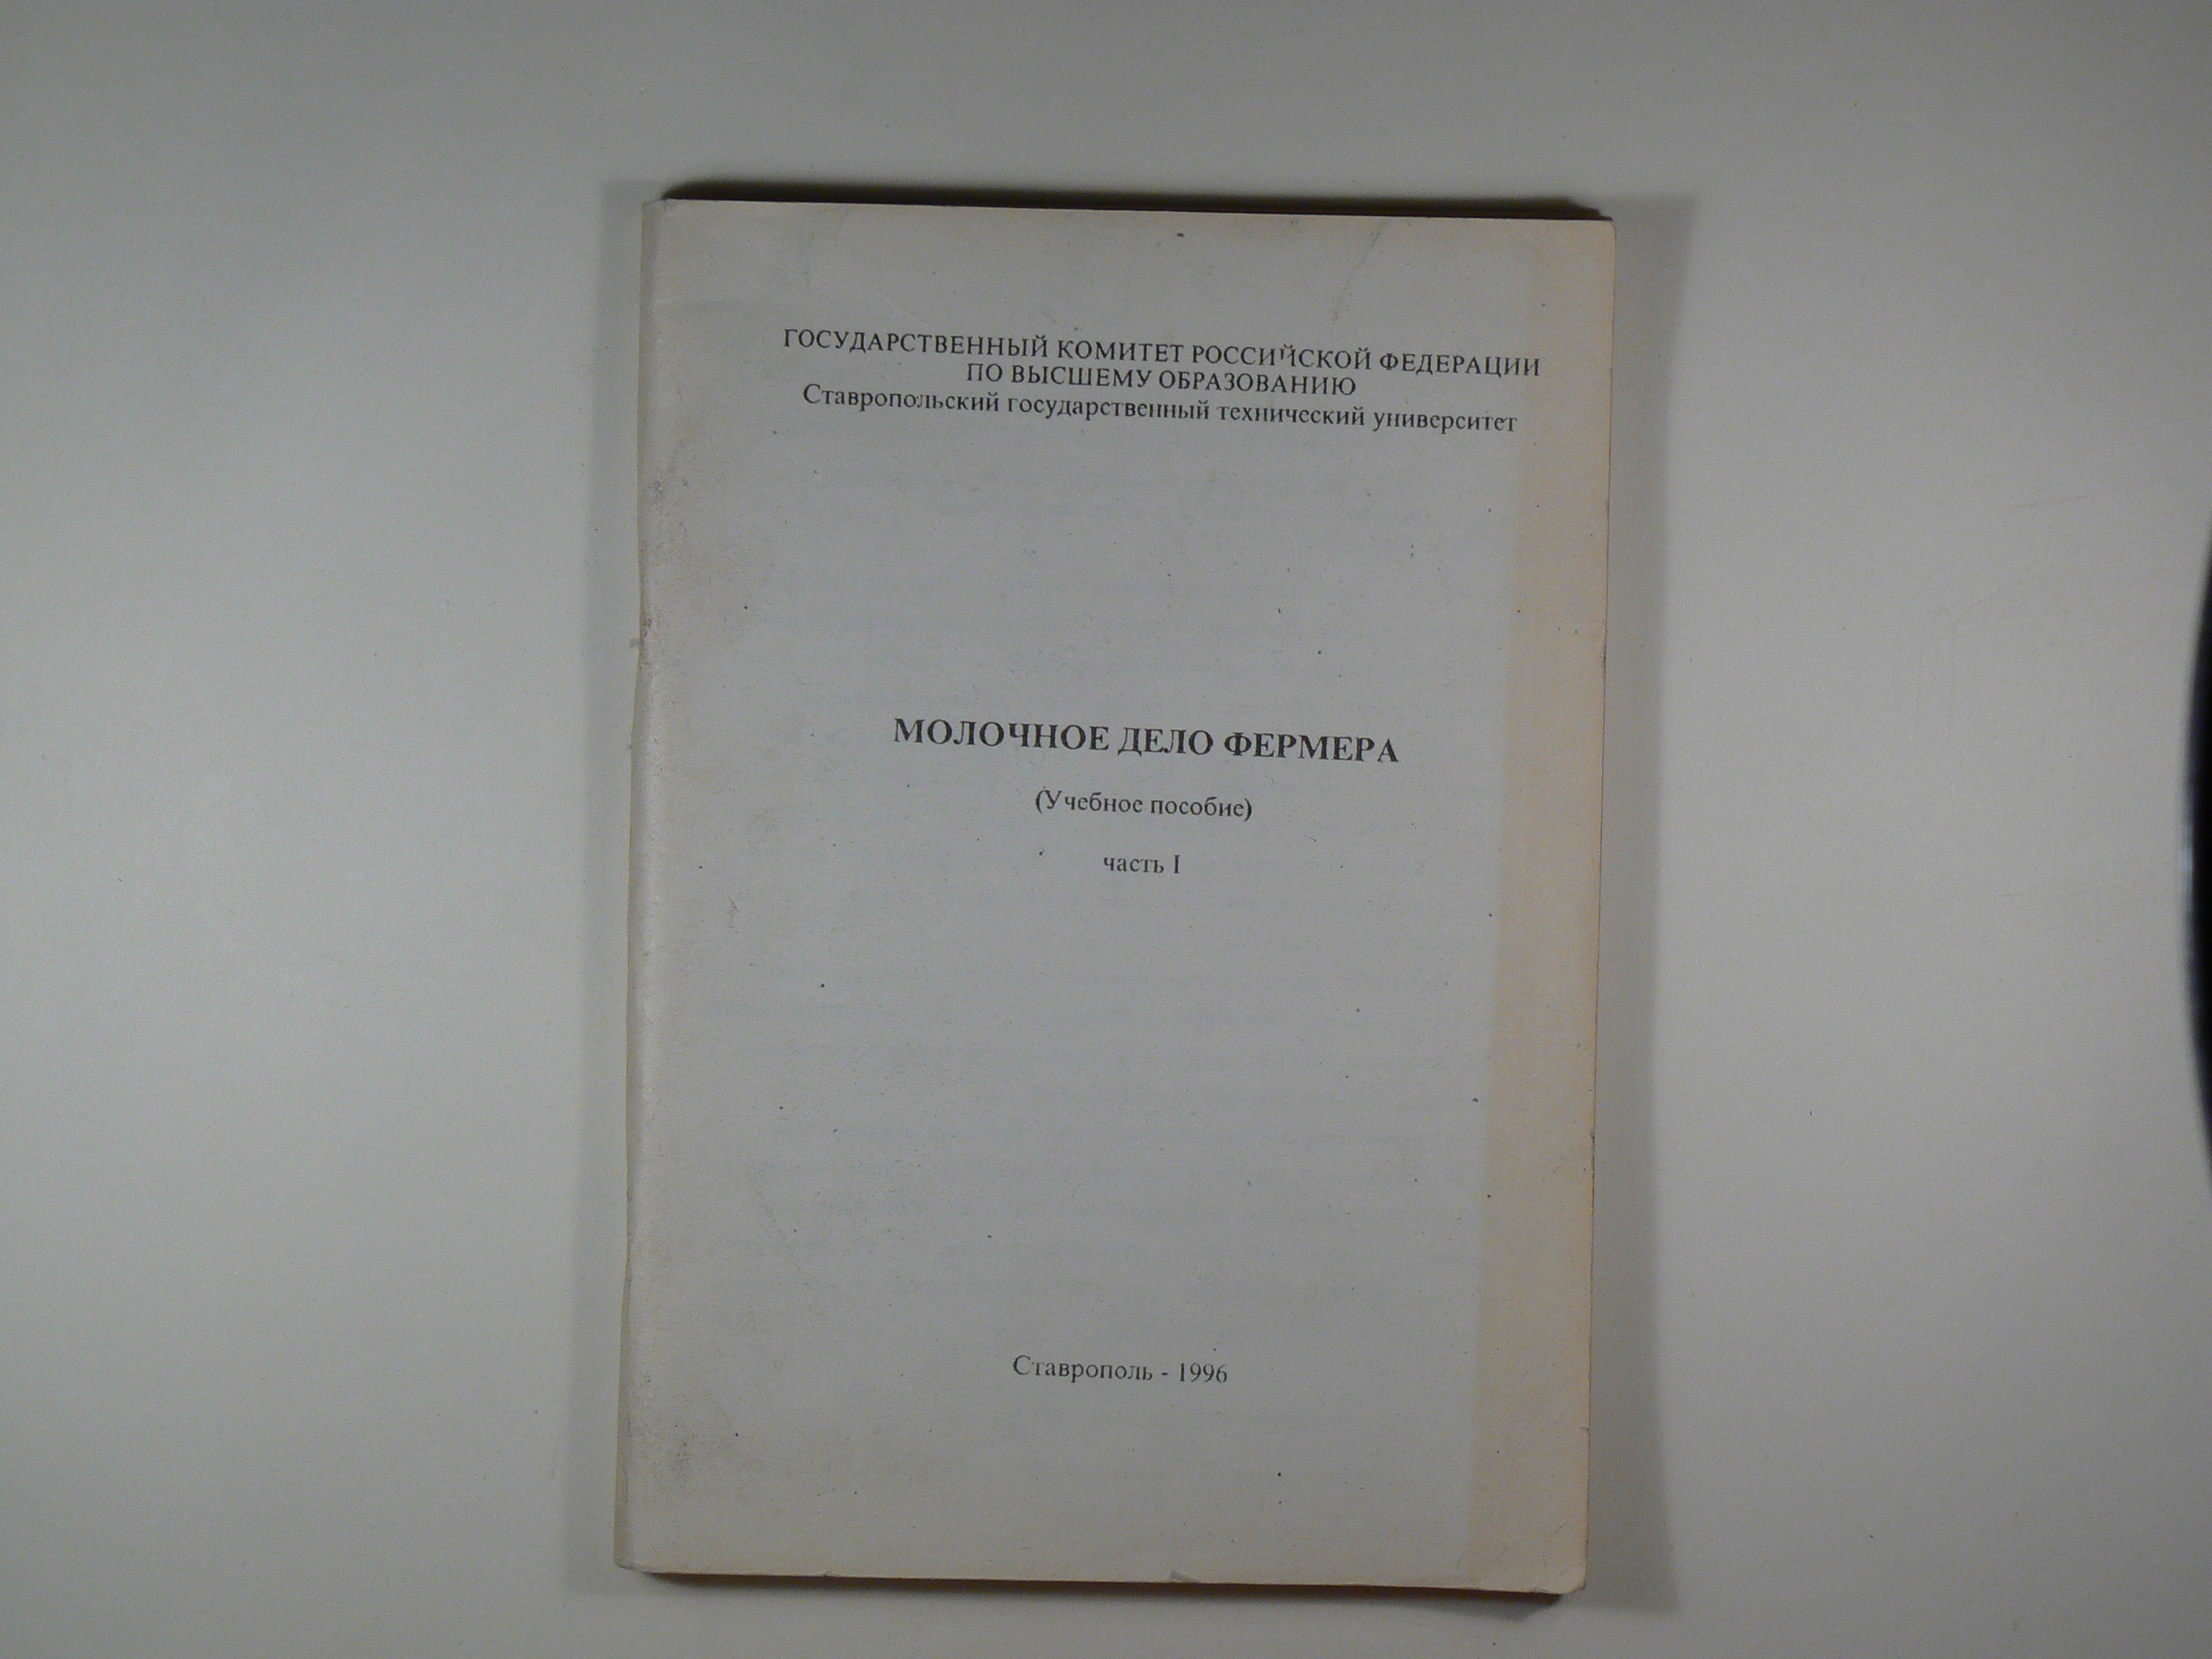 ГОСУДАРСТВЕННЫЙ КОМИТЕТ РОССИЙСКОЙ ФЕДЕРАЦИИ
ПО ВЫСШЕМУ ОБРАЗОВАНИЮ
Ставропольский государственный технический университет
МОЛОЧНОЕ ДЕЛО ФЕРМЕРА
(Учебное пособие)
часть I
Ставрополь - 1996